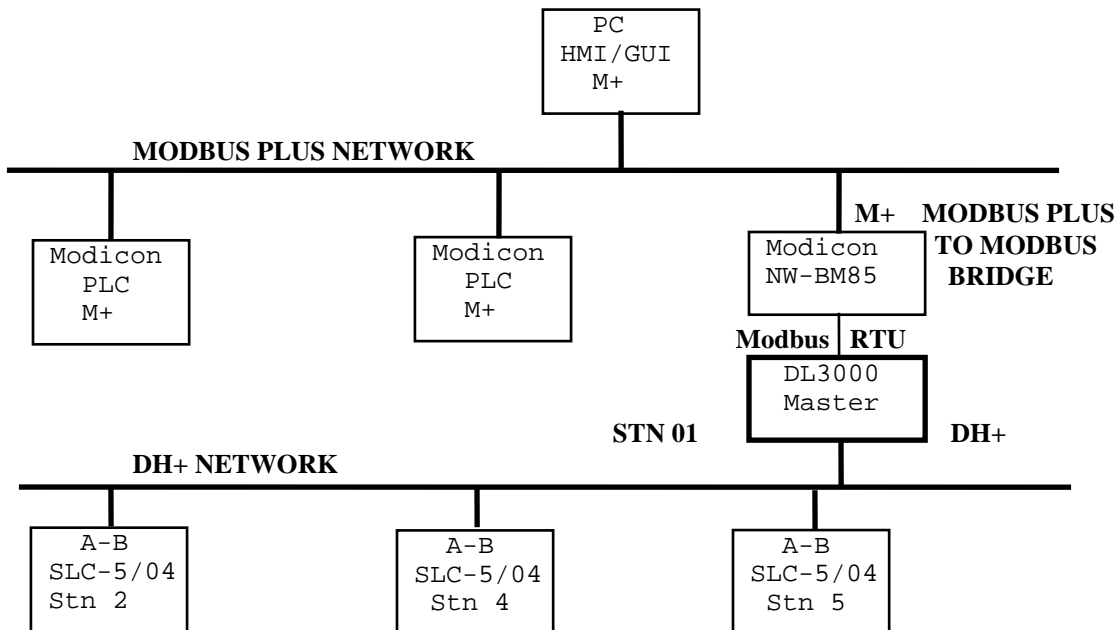 PC
HMI/GUI
M+
MODBUS PLUS NETWORK
M+ MODBUS PLUS
TO MODBUS
BRIDGE
Modicon
PLC
M+
Modicon
PLC
M+
Modicon
NW-BM85
Modbus RTU
DL3000
Master
STN 01
DH+
DH+ NETWORK
A-B
SLC-5/04
Stn 2
A-B
SLC-5/04
Stn 4
A-B
SLC-5/04
Stn 5